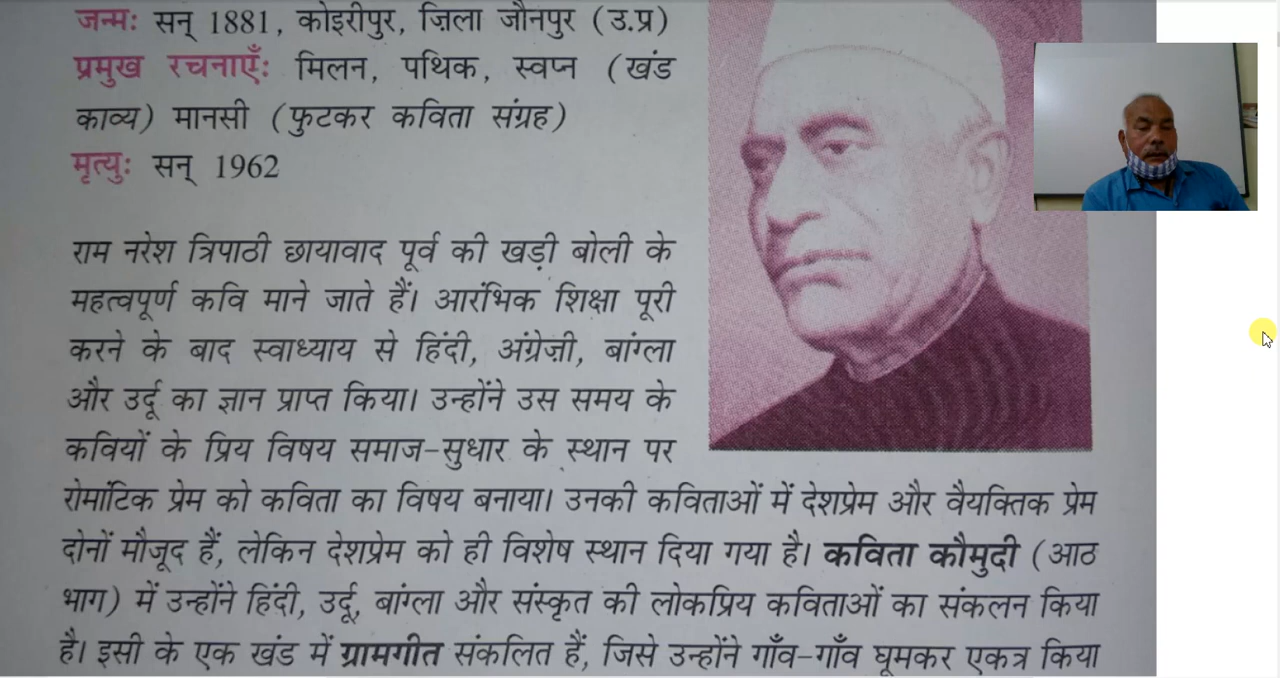 जन्म: सन् 1881, कोइरीपुर, ज़िला जौनपुर (उ.प्र)
प्रमुख रचनाएँ: मिलन, पथिक, स्वप्न (खंड
काव्य) मानसी (फुटकर कविता संग्रह)
मृत्यु: सन् 1962
राम नरेश त्रिपाठी छायावाद पूर्व की खड़ी बोली के
महत्वपूर्ण कवि माने जाते हैं। आरंभिक शिक्षा पूरी
करने के बाद स्वाध्याय से हिंदी, अंग्रेज़ी, बांग्ला
और उर्दू का ज्ञान प्राप्त किया। उन्होंने उस समय के
कवियों के प्रिय विषय समाज-सुधार के स्थान पर
रोमांटिक प्रेम को कविता का विषय बनाया। उनकी कविताओं में देशप्रेम और वैयक्तिक प्रेम
दोनों मौजूद हैं, लेकिन देशप्रेम को ही विशेष स्थान दिया गया है। कविता कौमुदी (आठ
भाग) में उन्होंने हिंदी, उर्दू, बांग्ला और संस्कृत की लोकप्रिय कविताओं का संकलन किया
है। इसी के एक खंड में ग्रामगीत संकलित हैं, जिसे उन्होंने गाँव-गाँव घूमकर एकत्र किया